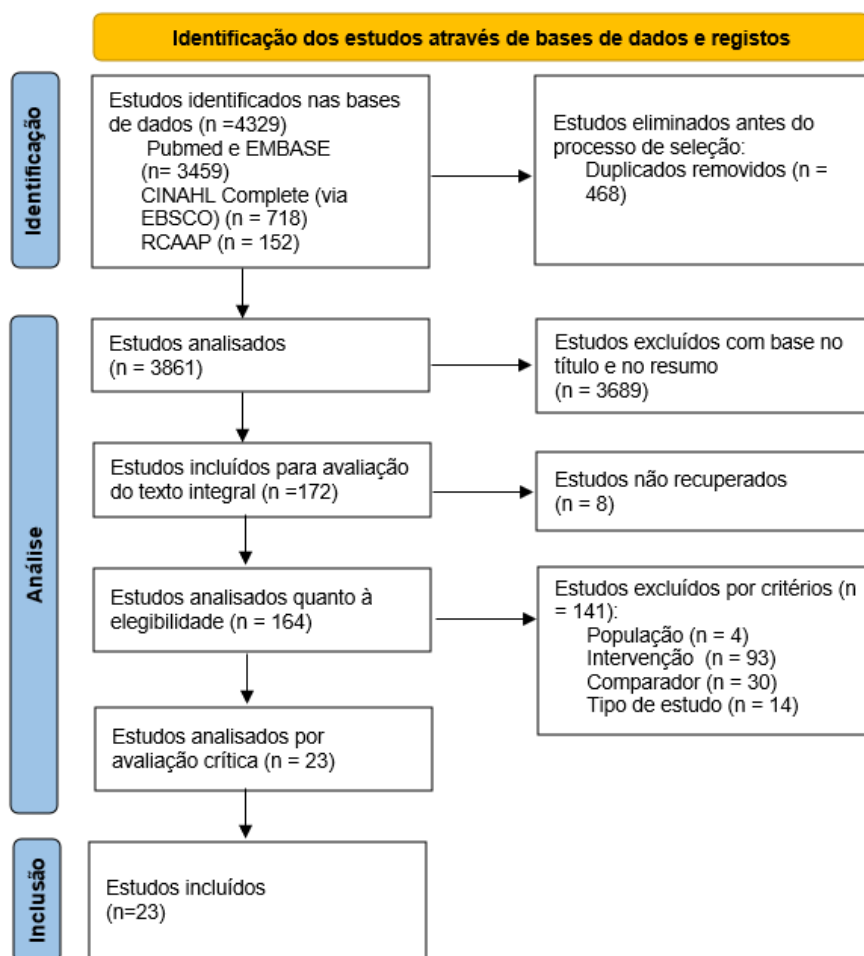 Identificação dos estudos através de bases de dados e registos
Identificação
Estudos identificados nas bases
de dados (n =4329)
Pubmed e EMBASE
(n= 3459)
CINAHL Complete (via
EBSCO) (n = 718)
RCAAP (n = 152)
Estudos eliminados antes do
processo de seleção:
Duplicados removidos (n =
468)
Análise
Estudos analisados
(n = 3861)
Estudos excluídos com base no
título e no resumo
(n = 3689)
Estudos incluídos para avaliação
do texto integral (n =172)
Estudos não recuperados
(n = 8)
Estudos analisados quanto à
elegibilidade (n = 164)
Estudos excluídos por critérios (n
= 141):
População (n = 4)
Intervenção (n = 93)
Comparador (n = 30)
Tipo de estudo (n = 14)
Estudos analisados por
avaliação crítica (n = 23)
Inclusão
Estudos incluídos
(n=23)